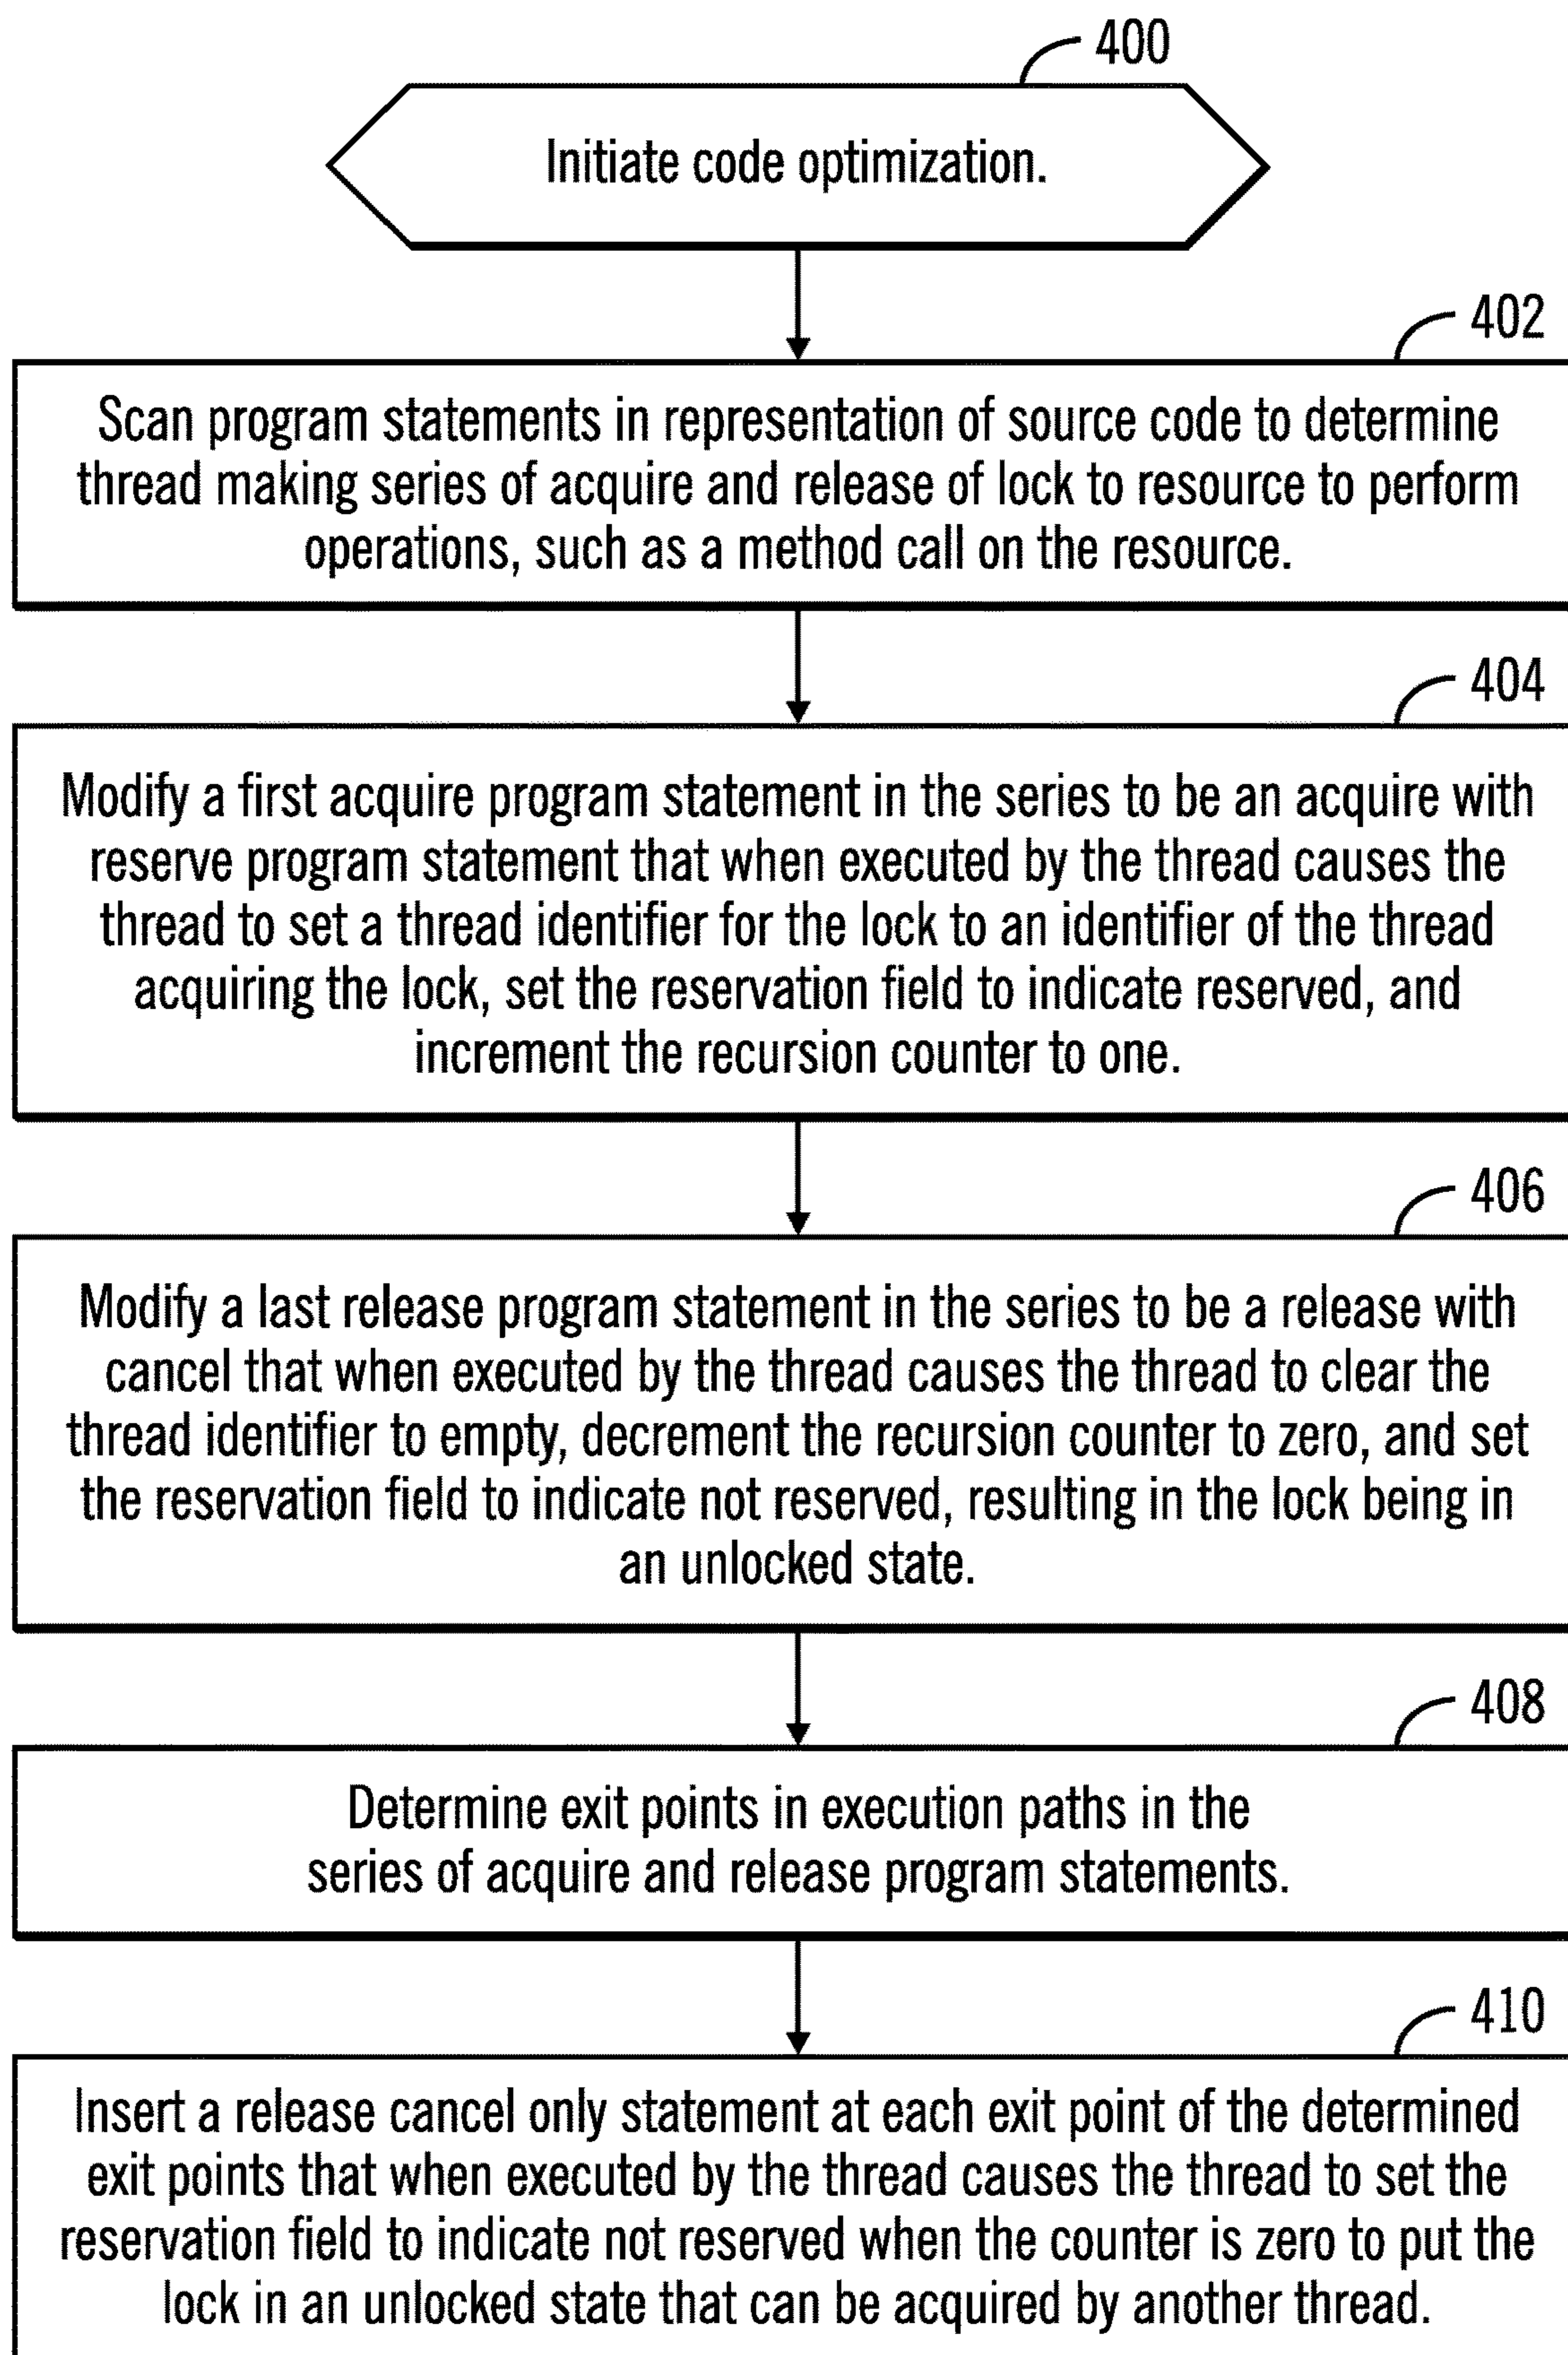 400
Initiate code optimization.
402
Scan program statements in representation of source code to determine
thread making series of acquire and release of lock to resource to perform
operations, such as a method call on the resource.
404
Modify a first acquire program statement in the series to be an acquire with
reserve program statement that when executed by the thread causes the
thread to set a thread identifier for the lock to an identifier of the thread
acquiring the lock, set the reservation field to indicate reserved, and
increment the recursion counter to one.
406
Modify a last release program statement in the series to be a release with
cancel that when executed by the thread causes the thread to clear the
thread identifier to empty, decrement the recursion counter to zero, and set
the reservation field to indicate not reserved, resulting in the lock being in
an unlocked state.
408
Determine exit points in execution paths in the
series of acquire and release program statements.
410
Insert a release cancel only statement at each exit point of the determined
exit points that when executed by the thread causes the thread to set the
reservation field to indicate not reserved when the counter is zero to put the
lock in an unlocked state that can be acquired by another thread.